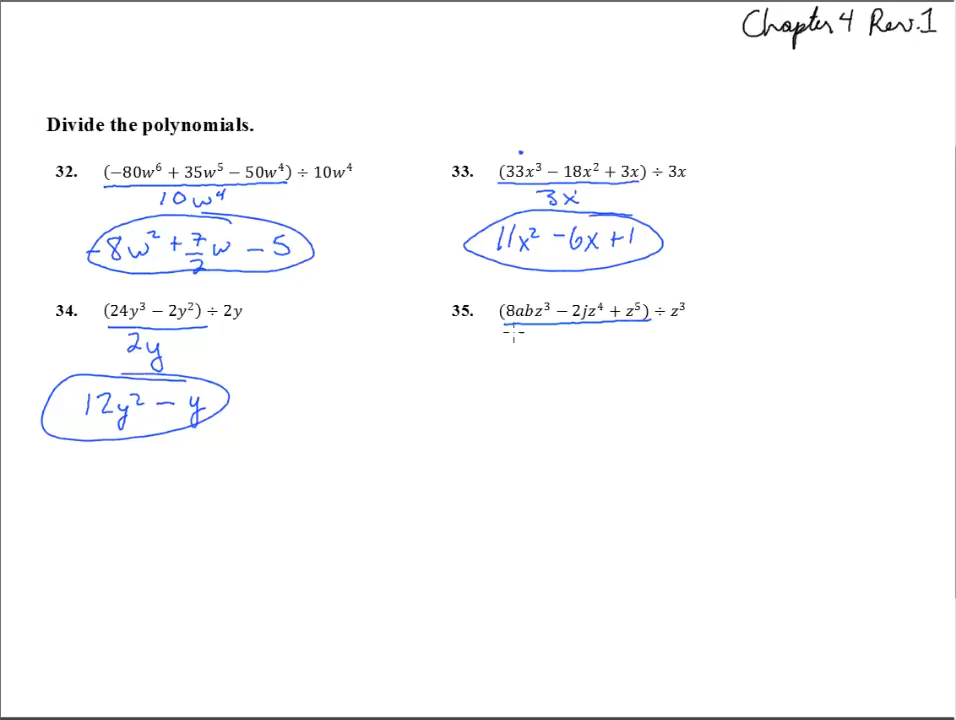 Chapter 4 Rev.1
Divide the polynomials.
32. (−80w⁶ + 35w⁵ − 50w⁴) ÷ 10w⁴
10w⁴
-8w² + 7/2 w - 5
33. (33x³ − 18x² + 3x) ÷ 3x
3x
11x² - 6x + 1
34. (24y³ − 2y²) ÷ 2y
2y
12y² - y
35. (8abz³ − 2jz⁴ + z⁵) ÷ z³